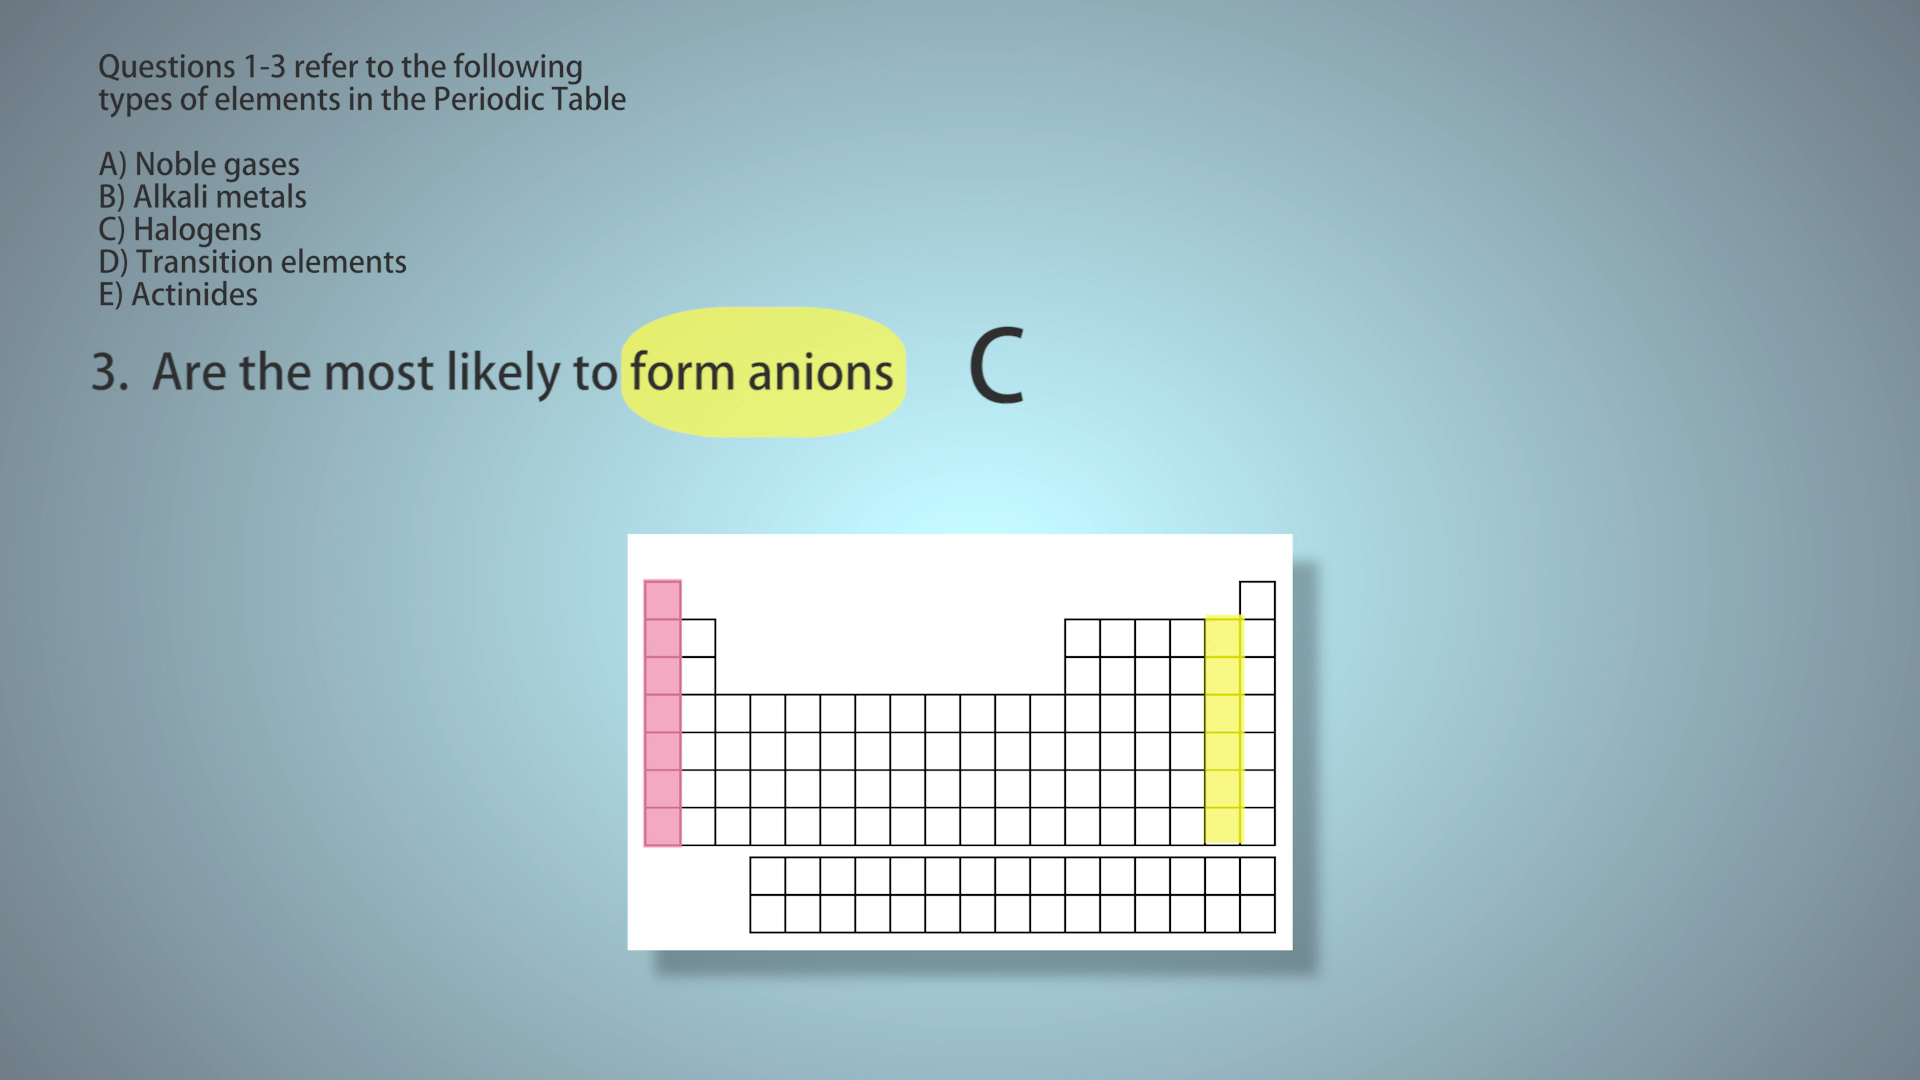 Questions 1-3 refer to the following
types of elements in the Periodic Table
A) Noble gases
B) Alkali metals
C) Halogens
D) Transition elements
E) Actinides
3. Are the most likely to form anions
C